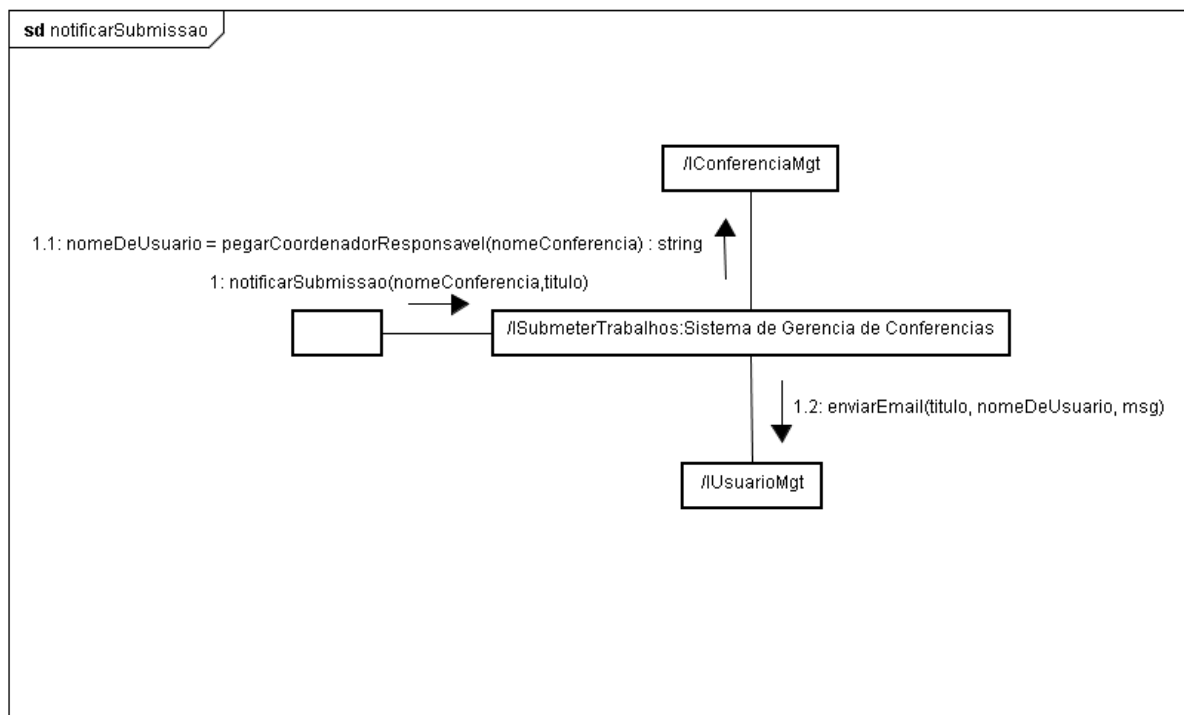 sd notificarSubmissao
/IConferenciaMgt
1.1: nomeDeUsuario = pegarCoordenadorResponsavel(nomeConferencia) : string
1: notificarSubmissao(nomeConferencia,titulo)
/ISubmeterTrabalhos:Sistema de Gerencia de Conferencias
1.2: enviarEmail(titulo, nomeDeUsuario, msg)
/IUsuarioMgt